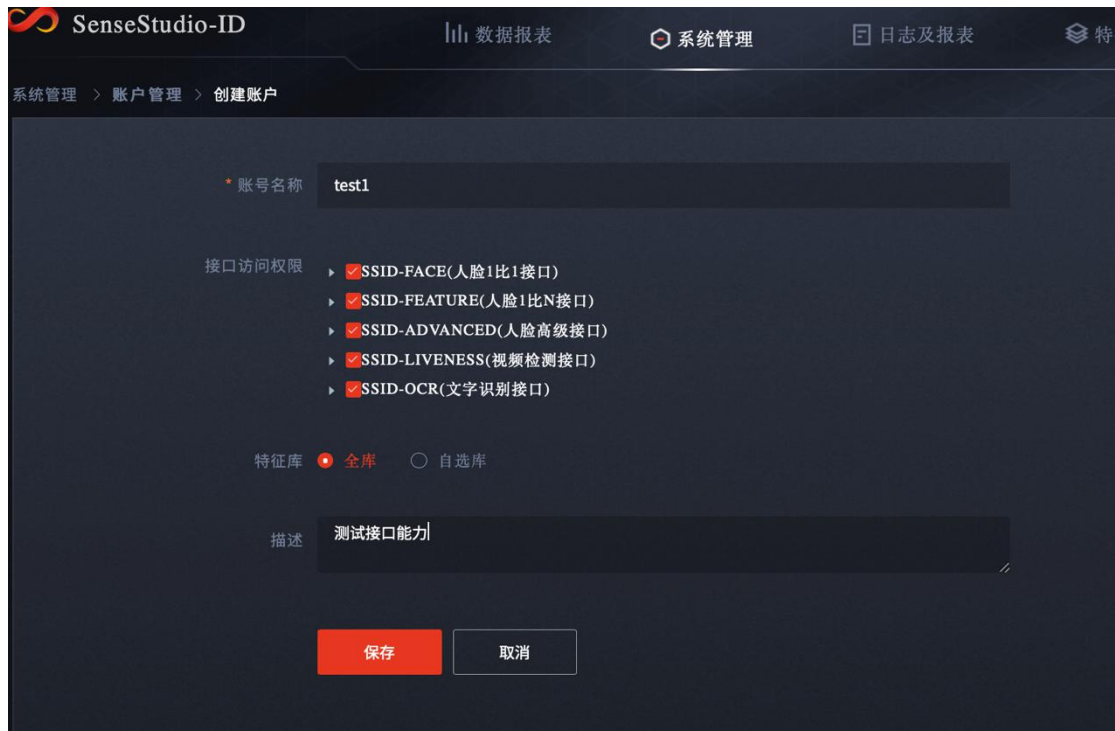 SenseStudio-ID
数据报表
系统管理
日志及报表
特
系统管理 > 账户管理 > 创建账户
* 账号名称 test1
接口访问权限
SSID-FACE(人脸1比1接口)
SSID-FEATURE(人脸1比N接口)
SSID-ADVANCED(人脸高级接口)
SSID-LIVENESS(视频检测接口)
SSID-OCR(文字识别接口)
特征库 全库 自选库
描述 测试接口能力
保存 取消